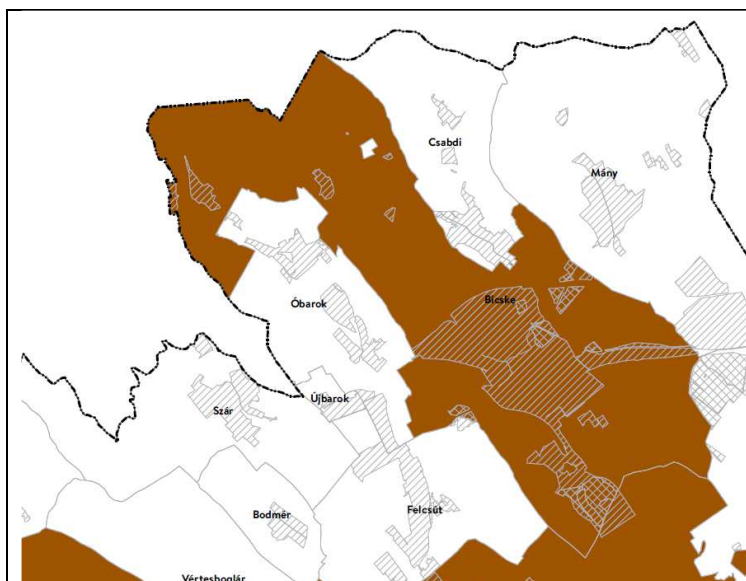 Csabdi
Mány
Bicske
Óbarok
Újbarok
Szár
Felcsút
Bodmér
Vértesboglár